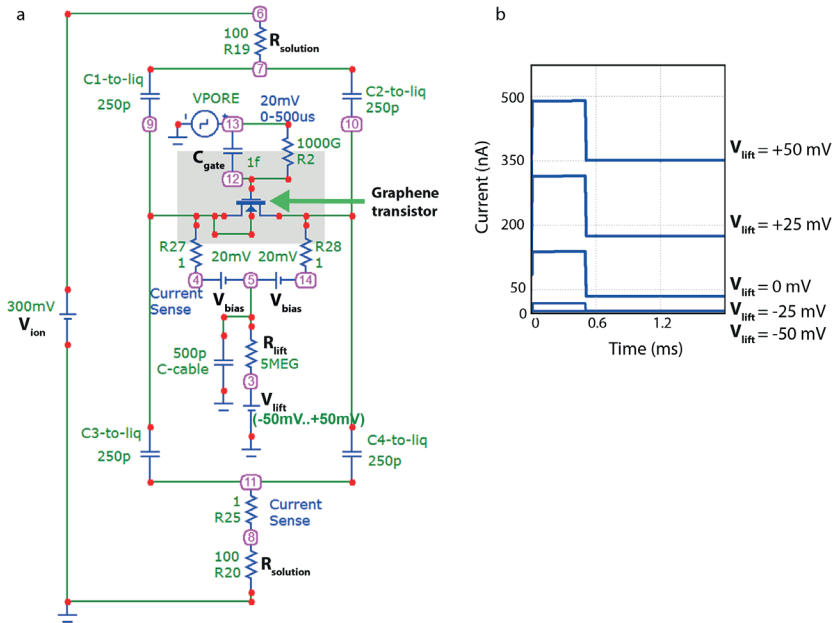 a
6
100
R19
Rsolution
7
C1-to-liq
250p
C2-to-liq
250p
VPORE
20mV
0-500us
9
13
10
1000G
R2
Cgate
1f
12
Graphene
transistor
R27
1
R28
1
20mV
20mV
4
5
14
Current
Sense
Vbias
Vbias
300mV
Vion
500p
C-cable
Rlift
5MEG
3
Vlift
(-50mV..+50mV)
C3-to-liq
250p
C4-to-liq
250p
11
1
R25
Current
Sense
8
100
R20
Rsolution
b
Current (nA)
500
350
200
50
0
0
0.6
1.2
Time (ms)
Vlift = +50 mV
Vlift = +25 mV
Vlift = 0 mV
Vlift = -25 mV
Vlift = -50 mV